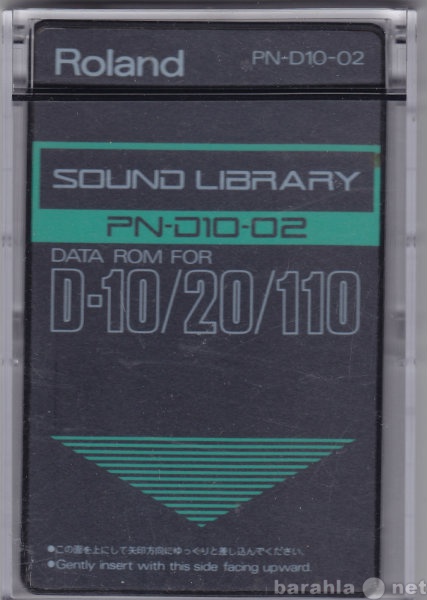 Roland
PN-D10-02
SOUND LIBRARY
PN-D10-02
DATA ROM FOR
D-10/20/110
●この面を上にして矢印方向にゆっくりと差し込んでください。
●Gently insert with this side facing upward.
barahla.net